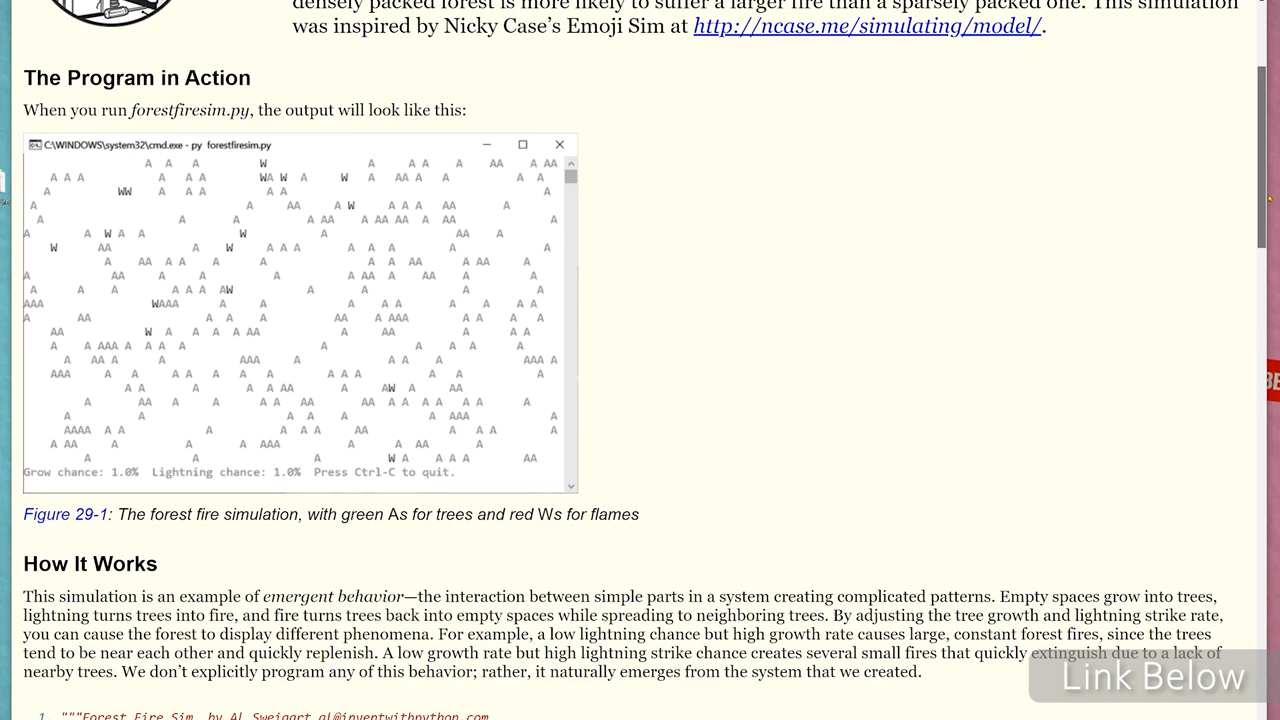 densely packed forest is more likely to suffer a larger fire than a sparsely packed one. This simulation
was inspired by Nicky Case's Emoji Sim at http://ncase.me/simulating/model/.
The Program in Action
When you run forestfiresim.py, the output will look like this:
C:\WINDOWS\system32\cmd.exe - py forestfiresim.py
Grow chance: 1.0% Lightning chance: 1.0% Press Ctrl-C to quit.
Figure 29-1: The forest fire simulation, with green As for trees and red Ws for flames
How It Works
This simulation is an example of emergent behavior—the interaction between simple parts in a system creating complicated patterns. Empty spaces grow into trees,
lightning turns trees into fire, and fire turns trees back into empty spaces while spreading to neighboring trees. By adjusting the tree growth and lightning strike rate,
you can cause the forest to display different phenomena. For example, a low lightning chance but high growth rate causes large, constant forest fires, since the trees
tend to be near each other and quickly replenish. A low growth rate but high lightning strike chance creates several small fires that quickly extinguish due to a lack of
nearby trees. We don't explicitly program any of this behavior; rather, it naturally emerges from the system that we created.
Link Below
1. """Forest Fire Sim, by Al Sweigart al@inventwithpython.com